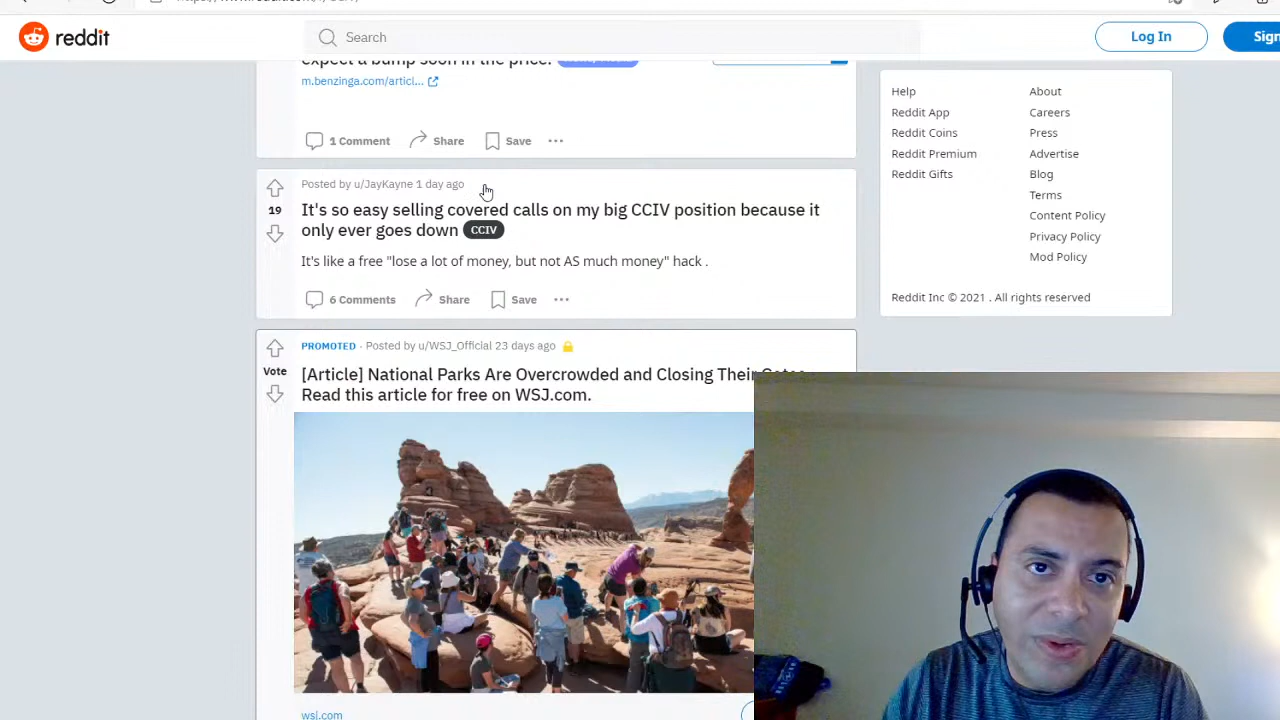 reddit
Search
Log In
Sign
expect a bump soon in the price.
m.benzinga.com/articl...
1 Comment
Share
Save
Posted by u/JayKayne 1 day ago
19
It's so easy selling covered calls on my big CCIV position because it
only ever goes down CCIV
It's like a free "lose a lot of money, but not AS much money" hack .
6 Comments
Share
Save
PROMOTED · Posted by u/WSJ_Official 23 days ago
Vote
[Article] National Parks Are Overcrowded and Closing Their
Read this article for free on WSJ.com.
wsj.com
Help
About
Reddit App
Careers
Reddit Coins
Press
Reddit Premium
Advertise
Reddit Gifts
Blog
Terms
Content Policy
Privacy Policy
Mod Policy
Reddit Inc © 2021 . All rights reserved